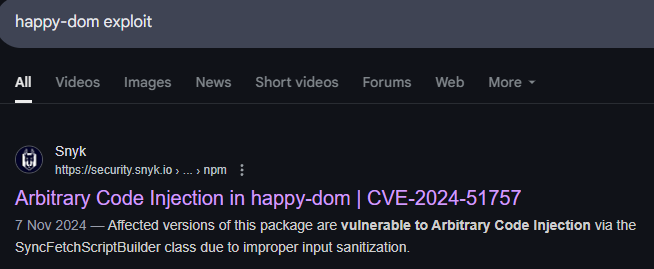 happy-dom exploit
All Videos Images News Short videos Forums Web More
Snyk
https://security.snyk.io › ... › npm
Arbitrary Code Injection in happy-dom | CVE-2024-51757
7 Nov 2024 — Affected versions of this package are vulnerable to Arbitrary Code Injection via the
SyncFetchScriptBuilder class due to improper input sanitization.